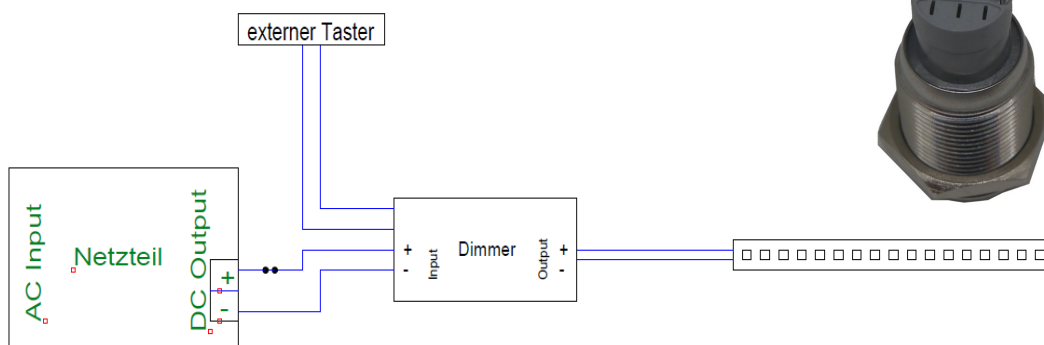 externer Taster
AC Input
Netzteil
DC Output
+
-
+
-
Input
Dimmer
Output
+
-